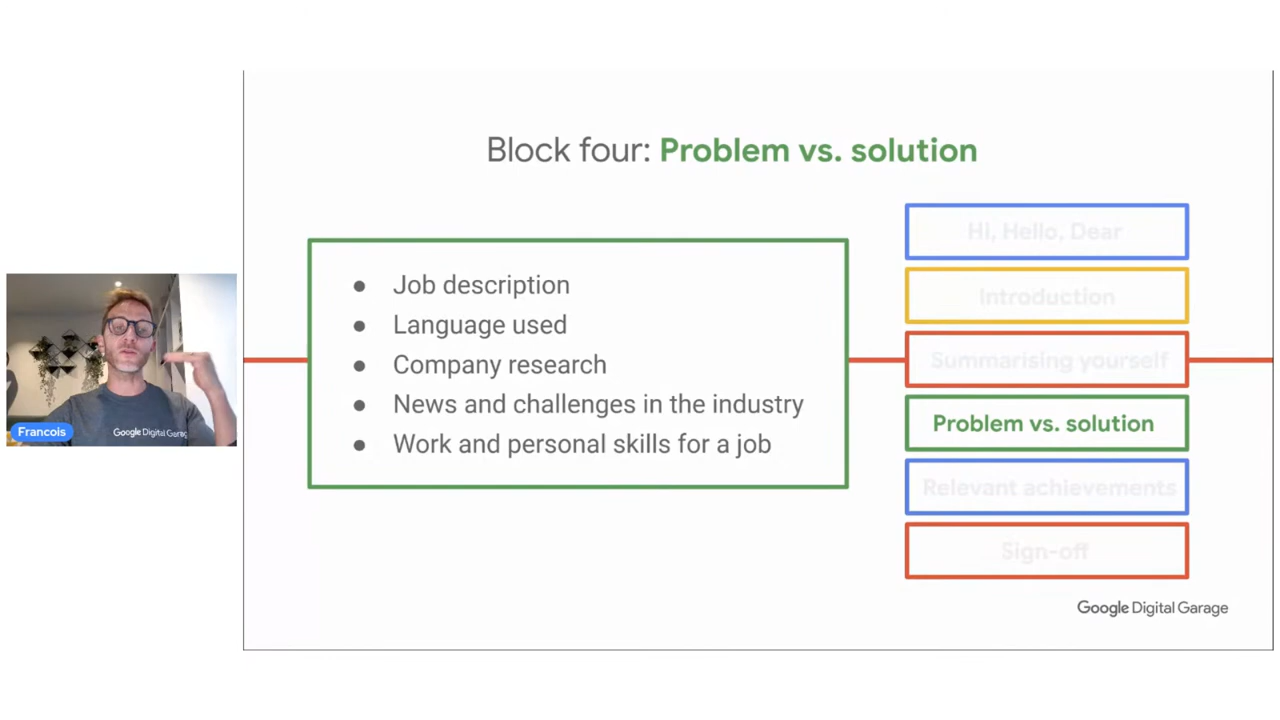 Block four: Problem vs. solution
Job description
Language used
Company research
News and challenges in the industry
Work and personal skills for a job
Hi, Hello, Dear
Introduction
Summarising yourself
Problem vs. solution
Relevant achievements
Sign-off
Google Digital Garage
Francois
Google Digital Garag